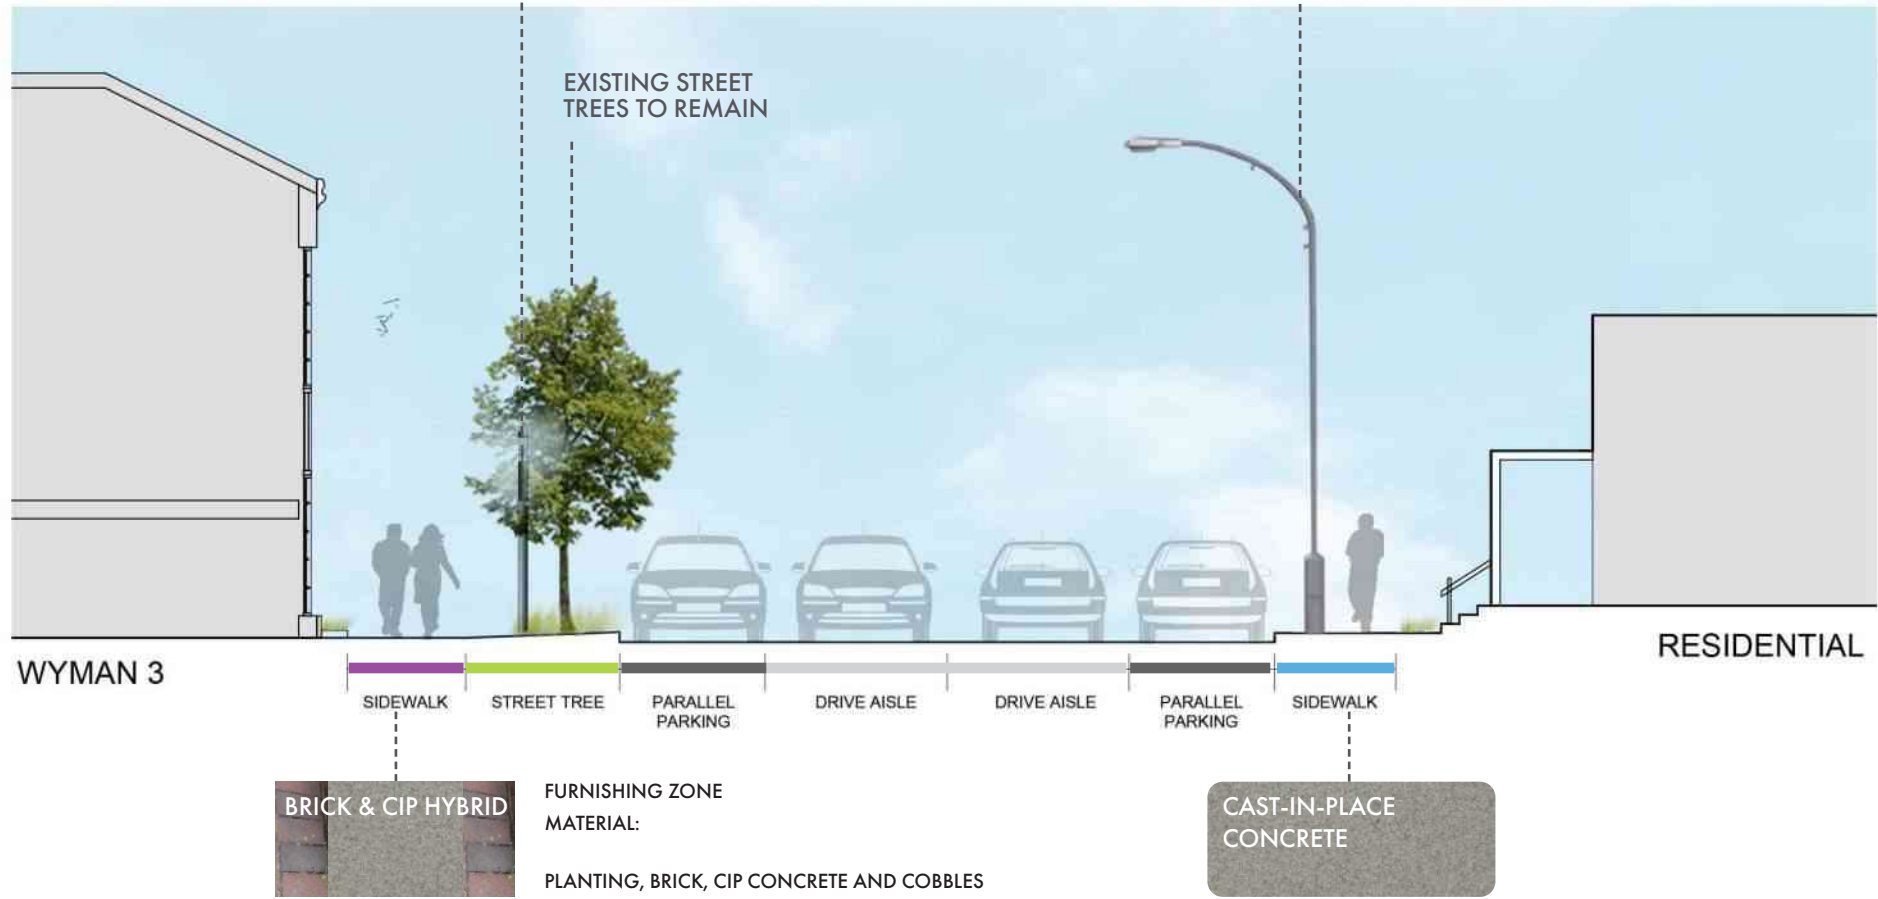 EXISTING STREET
TREES TO REMAIN
WYMAN 3
RESIDENTIAL
SIDEWALK
STREET TREE
PARALLEL
PARKING
DRIVE AISLE
DRIVE AISLE
PARALLEL
PARKING
SIDEWALK
BRICK & CIP HYBRID
FURNISHING ZONE
MATERIAL:
PLANTING, BRICK, CIP CONCRETE AND COBBLES
CAST-IN-PLACE
CONCRETE